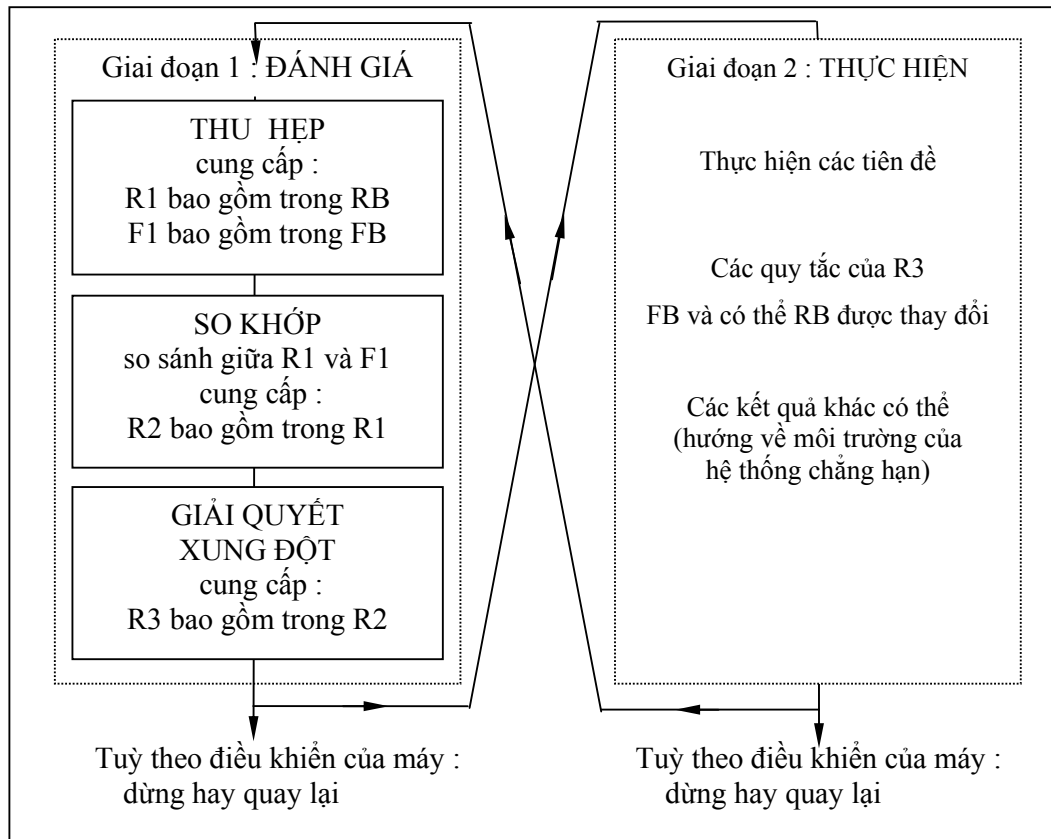 Giai đoạn 1 : ĐÁNH GIÁ
THU HẸP
cung cấp :
R1 bao gồm trong RB
F1 bao gồm trong FB
SO KHỚP
so sánh giữa R1 và F1
cung cấp :
R2 bao gồm trong R1
GIẢI QUYẾT
XUNG ĐỘT
cung cấp :
R3 bao gồm trong R2
Tuỳ theo điều khiển của máy :
dừng hay quay lại
Giai đoạn 2 : THỰC HIỆN
Thực hiện các tiên đề
Các quy tắc của R3
FB và có thể RB được thay đổi
Các kết quả khác có thể
(hướng về môi trường của
hệ thống chẳng hạn)
Tuỳ theo điều khiển của máy :
dừng hay quay lại